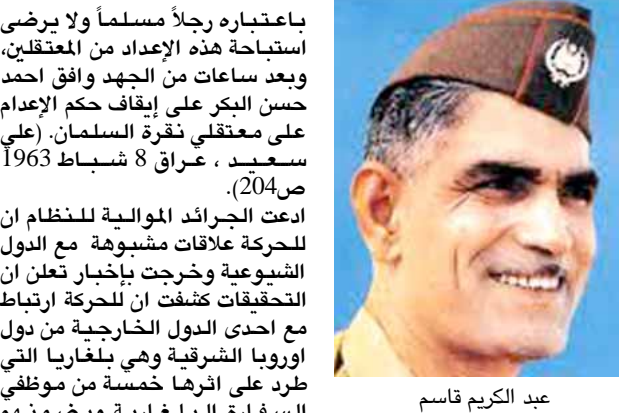 باعتباره رجلاً مسلماً ولا يرضى
استباحة هذه الإعداد من المعتقلين،
وبعد ساعات من الجهد وافق احمد
حسن البكر على إيقاف حكم الإعدام
على معتقلي نقرة السلمان. (علي
سعيد ، عراق 8 شباط 1963
ص204).
ادعت الجرائد الموالية للنظام ان
للحركة علاقات مشبوهة مع الدول
الشيوعية وخرجت بإخبار تعلن ان
التحقيقات كشفت ان للحركة ارتباط
مع احدى الدول الخارجية من دول
اوروبا الشرقية وهي بلغاريا التي
طرد على اثرها خمسة من موظفي
عبد الكريم قاسم